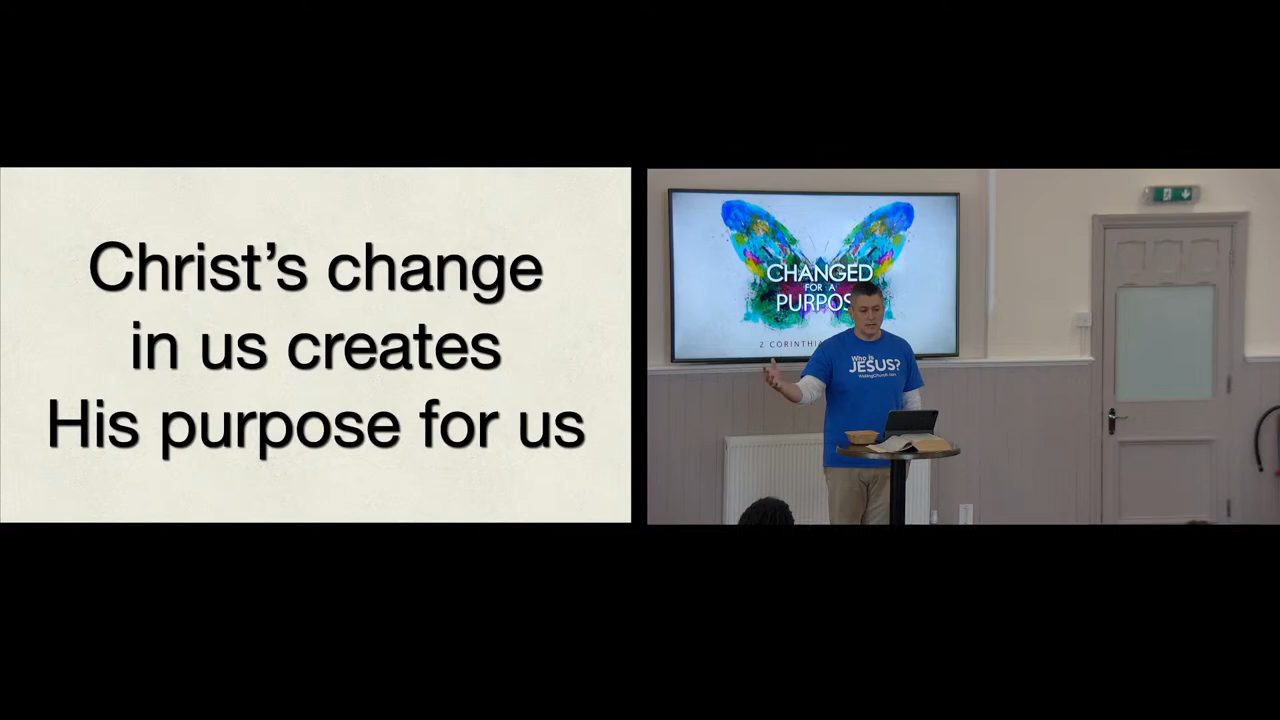 Christ’s change
in us creates
His purpose for us
CHANGED
FOR A
2 CORINTHIA
Who is
JESUS?